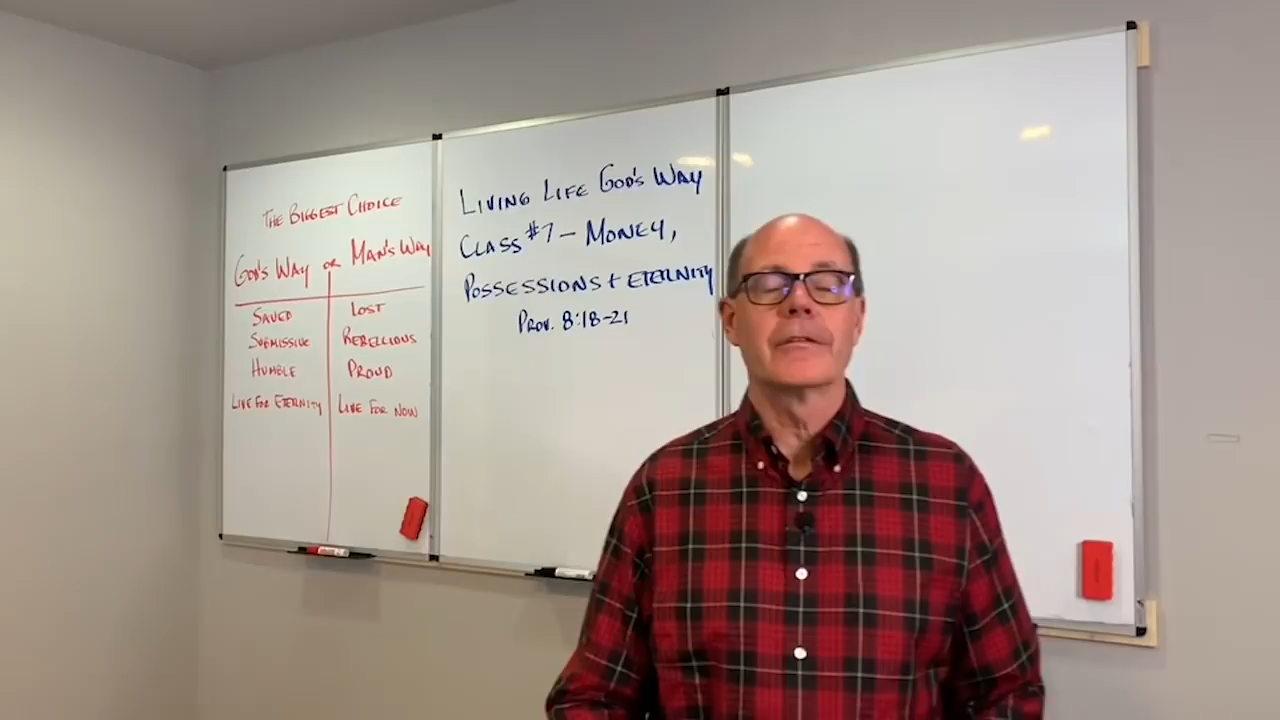 THE BIGGEST CHOICE
GOD'S WAY OR MAN'S WAY
SAVED LOST
SUBMISSIVE REBELLIOUS
HUMBLE PROUD
LIVE FOR ETERNITY LIVE FOR NOW
LIVING LIFE GOD'S WAY
CLASS #7 – MONEY,
POSSESSIONS + ETERNITY
PROV. 8:18-21